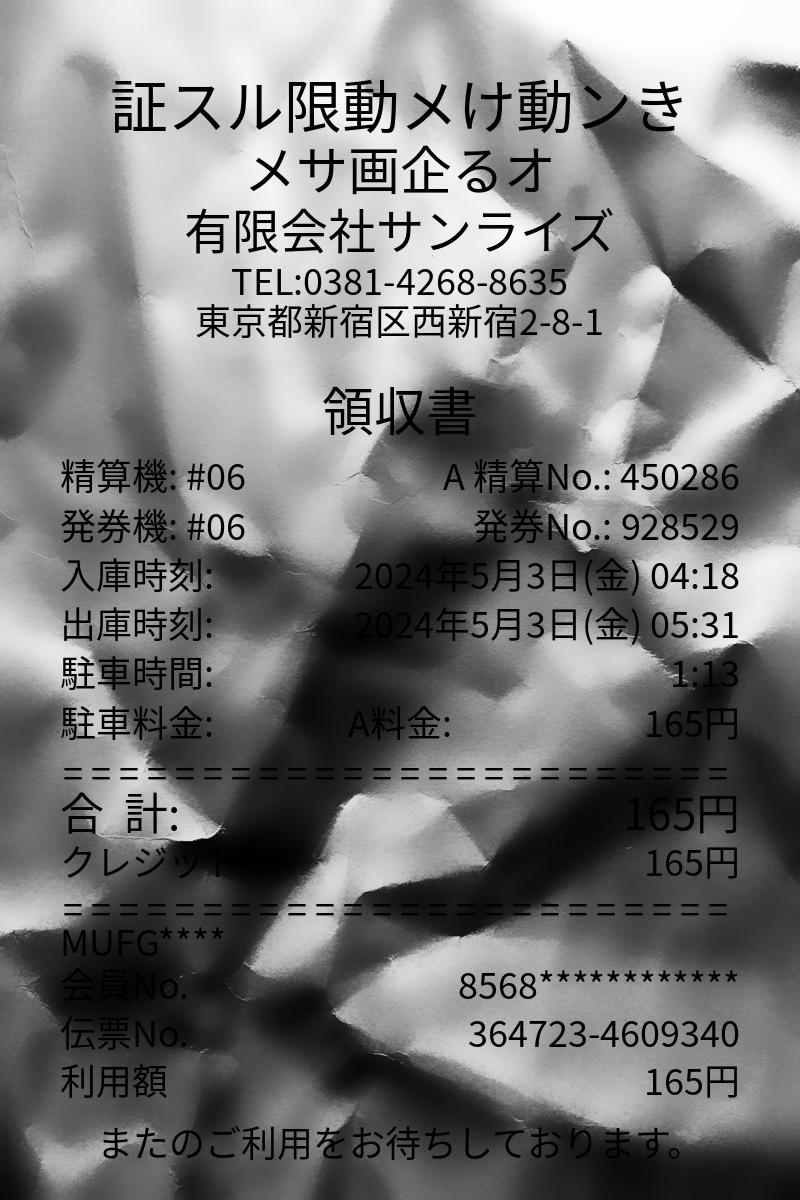 証スル限動メけ動ンき
メサ画企るオ
有限会社サンライズ
TEL:0381-4268-8635
東京都新宿区西新宿2-8-1
領収書
精算機: #06 A 精算No.: 450286
発券機: #06 発券No.: 928529
入庫時刻: 2024年5月3日(金) 04:18
出庫時刻: 2024年5月3日(金) 05:31
駐車時間: 1:13
駐車料金: A料金: 165円
========================
合 計: 165円
クレジット 165円
========================
MUFG****
会員No. 8568************
伝票No. 364723-4609340
利用額 165円
またのご利用をお待ちしております。